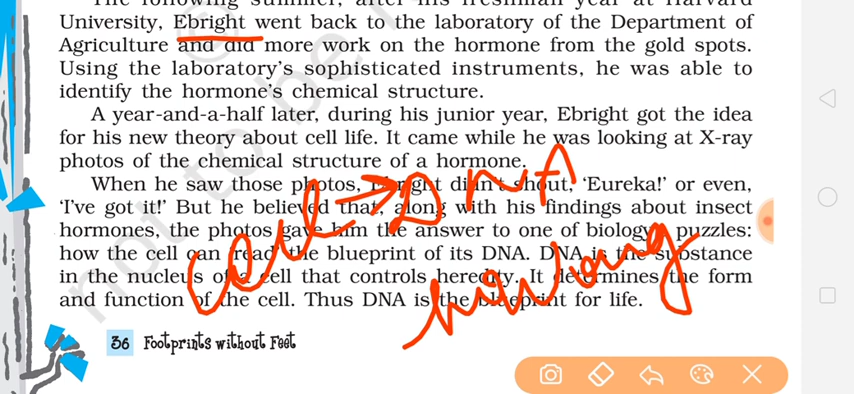 The following summer, after his freshman year at Harvard
University, Ebright went back to the laboratory of the Department of
Agriculture and did more work on the hormone from the gold spots.
Using the laboratory's sophisticated instruments, he was able to
identify the hormone's chemical structure.
A year-and-a-half later, during his junior year, Ebright got the idea
for his new theory about cell life. It came while he was looking at X-ray
photos of the chemical structure of a hormone.
When he saw those photos, Ebright didn't shout, 'Eureka!' or even,
'I've got it!' But he believed that, along with his findings about insect
hormones, the photos gave him the answer to one of biology's puzzles:
how the cell can 'read' the blueprint of its DNA. DNA is the substance
in the nucleus of a cell that controls heredity. It determines the form
and function of the cell. Thus DNA is the blueprint for life.
cell → DNA
36 Footprints without Feet